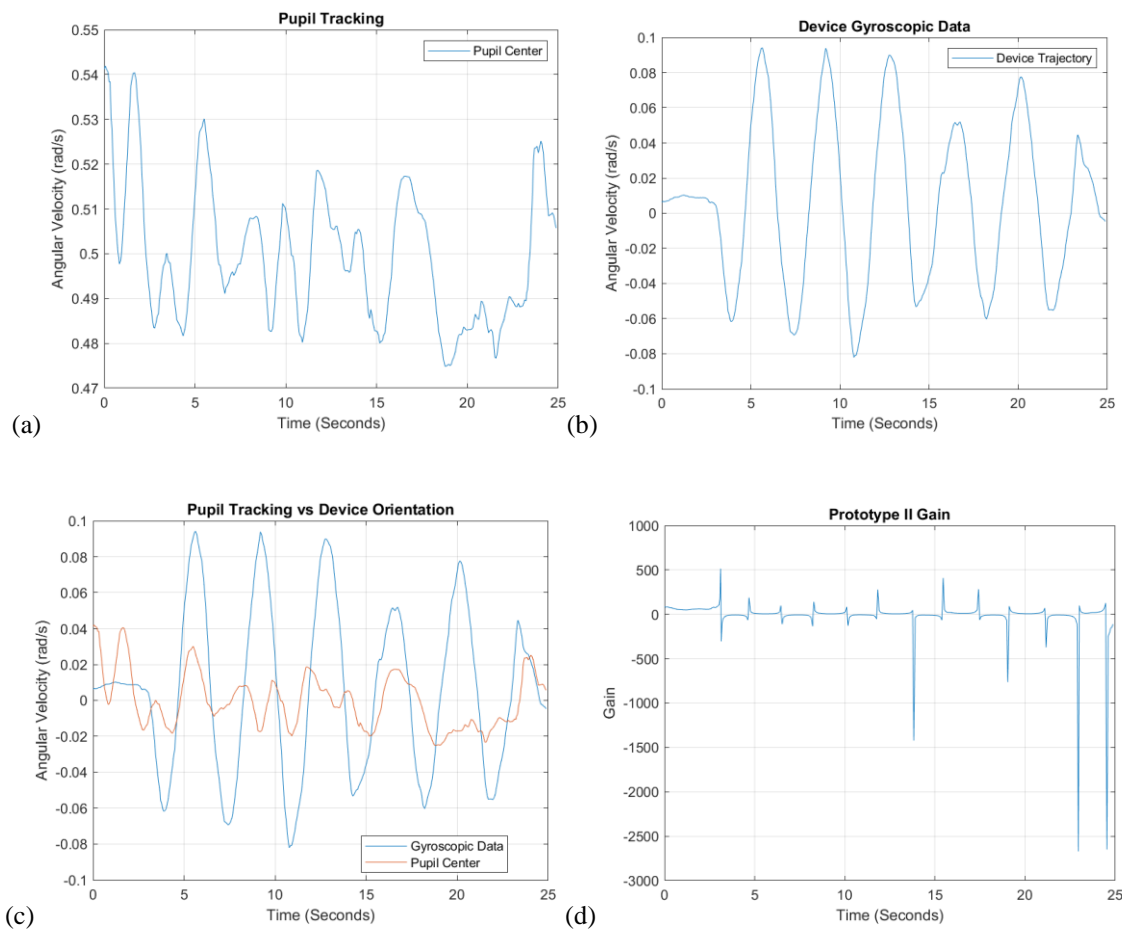 Pupil Tracking
Pupil Center
Angular Velocity (rad/s)
0.55
0.54
0.53
0.52
0.51
0.5
0.49
0.48
0.47
0 5 10 15 20 25
Time (Seconds)
(a)
Device Gyroscopic Data
Device Trajectory
Angular Velocity (rad/s)
0.1
0.08
0.06
0.04
0.02
0
-0.02
-0.04
-0.06
-0.08
-0.1
0 5 10 15 20 25
Time (Seconds)
(b)
Pupil Tracking vs Device Orientation
Angular Velocity (rad/s)
0.1
0.08
0.06
0.04
0.02
0
-0.02
-0.04
-0.06
-0.08
-0.1
Gyroscopic Data
Pupil Center
0 5 10 15 20 25
Time (Seconds)
(c)
Prototype II Gain
Gain
1000
500
0
-500
-1000
-1500
-2000
-2500
-3000
0 5 10 15 20 25
Time (Seconds)
(d)